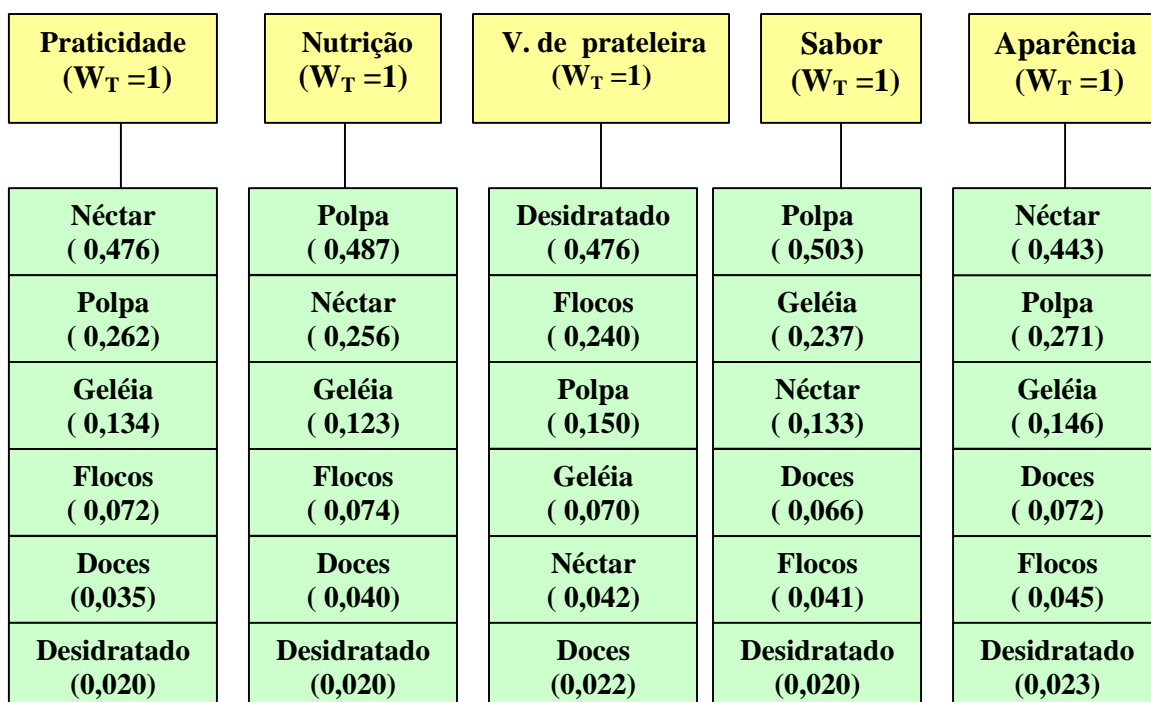 Praticidade
(W_T =1)
Néctar
( 0,476)
Polpa
( 0,262)
Geléia
( 0,134)
Flocos
( 0,072)
Doces
(0,035)
Desidratado
(0,020)
Nutrição
(W_T =1)
Polpa
( 0,487)
Néctar
( 0,256)
Geléia
( 0,123)
Flocos
( 0,074)
Doces
( 0,040)
Desidratado
(0,020)
V. de prateleira
(W_T =1)
Desidratado
( 0,476)
Flocos
( 0,240)
Polpa
( 0,150)
Geléia
( 0,070)
Néctar
( 0,042)
Doces
(0,022)
Sabor
(W_T =1)
Polpa
( 0,503)
Geléia
( 0,237)
Néctar
( 0,133)
Doces
( 0,066)
Flocos
( 0,041)
Desidratado
(0,020)
Aparência
(W_T =1)
Néctar
( 0,443)
Polpa
( 0,271)
Geléia
( 0,146)
Doces
( 0,072)
Flocos
( 0,045)
Desidratado
(0,023)